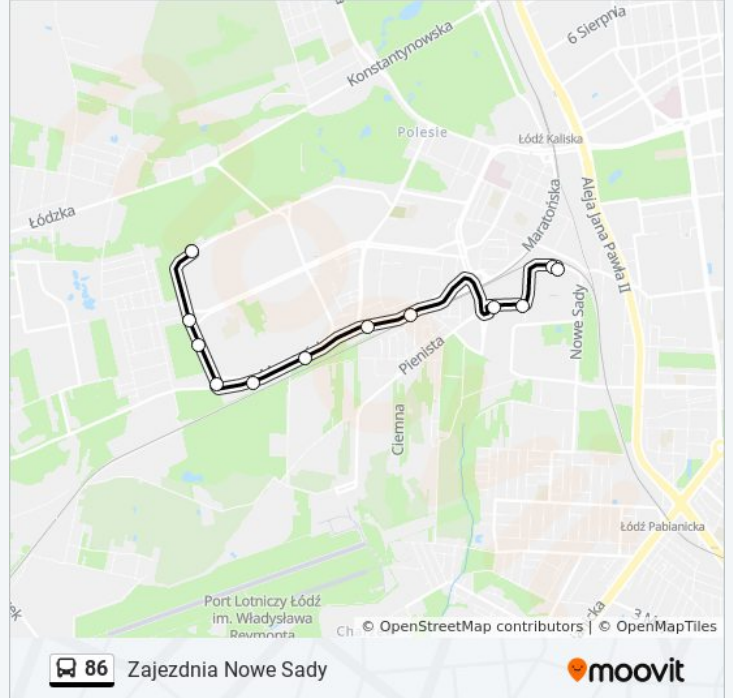 6 Sierpnia
Konstantynowska
Polesie
Łódź Kaliska
Łódzka
Maratońska
Aleja Jana Pawła II
Nowe Sady
Pienista
Ciemna
Łódź Pabianicka
Port Lotniczy Łódź
im. Władysława
Reymonta
© OpenStreetMap contributors | © OpenMapTiles
86 Zajezdnia Nowe Sady
moovit